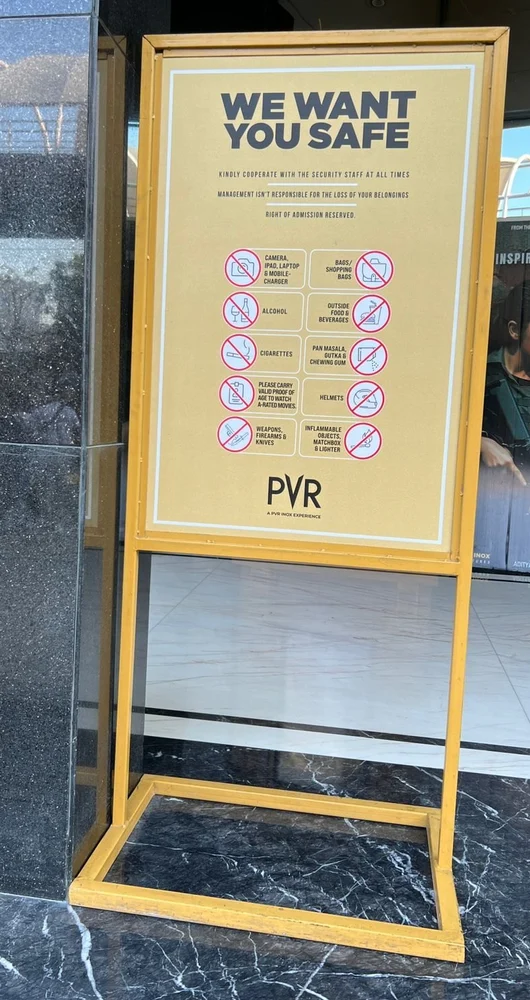 WE WANT
YOU SAFE
KINDLY COOPERATE WITH THE SECURITY STAFF AT ALL TIMES
MANAGEMENT ISN'T RESPONSIBLE FOR THE LOSS OF YOUR BELONGINGS
RIGHT OF ADMISSION RESERVED
CAMERA,
IPAD, LAPTOP
& MOBILE-
CHARGER
BAGS/
SHOPPING
BAGS
ALCOHOL
OUTSIDE
FOOD &
BEVERAGES
CIGARETTES
PAN MASALA,
GUTKA &
CHEWING GUM
PLEASE CARRY
VALID PROOF OF
AGE TO WATCH
A-RATED MOVIES.
HELMETS
WEAPONS,
FIREARMS &
KNIVES
INFLAMMABLE
OBJECTS,
MATCHBOX
& LIGHTER
PVR
A PVR INOX EXPERIENCE
FROM
INSPIR
INOX